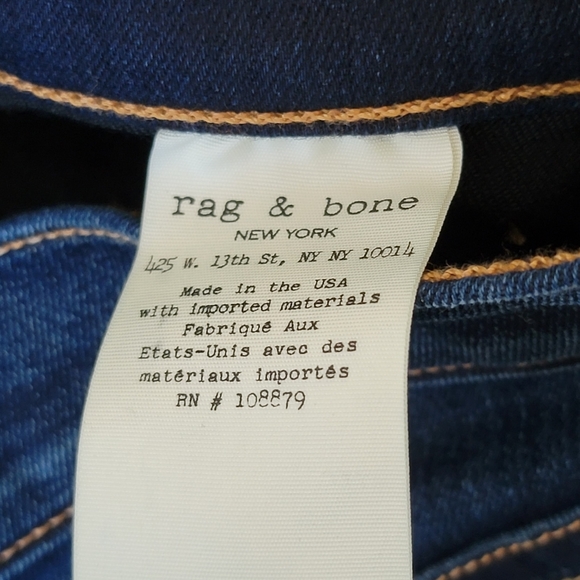 rag & bone
NEW YORK
425 W. 13th St, NY NY 10014
Made in the USA
with imported materials
Fabriqué Aux
Etats-Unis avec des
matériaux importés
RN # 108879